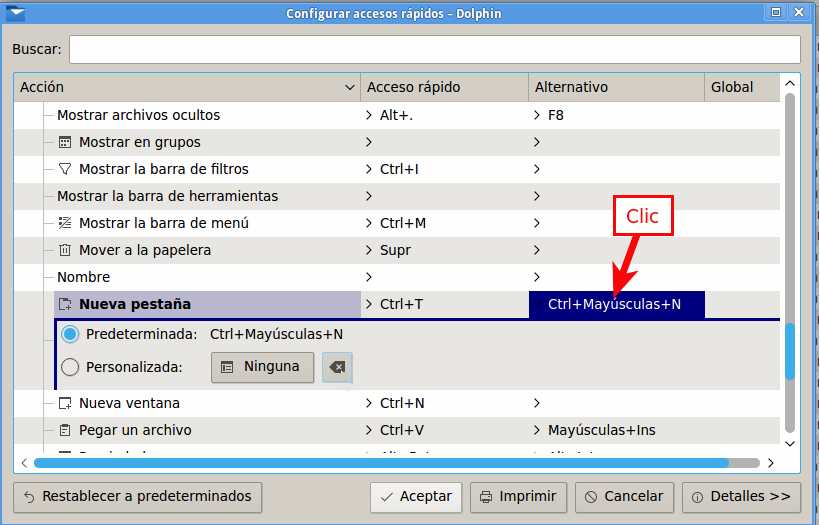 Configurar accesos rápidos – Dolphin
Buscar:
Acción Acceso rápido Alternativo Global
Mostrar archivos ocultos Alt+. F8
Mostrar en grupos
Mostrar la barra de filtros Ctrl+I
Mostrar la barra de herramientas
Mostrar la barra de menú Ctrl+M
Clic
Mover a la papelera Supr
Nombre
Nueva pestaña Ctrl+T Ctrl+Mayúsculas+N
Predeterminada: Ctrl+Mayúsculas+N
Personalizada: Ninguna
Nueva ventana Ctrl+N
Pegar un archivo Ctrl+V Mayúsculas+Ins
Restablecer a predeterminados Aceptar Imprimir Cancelar Detalles >>